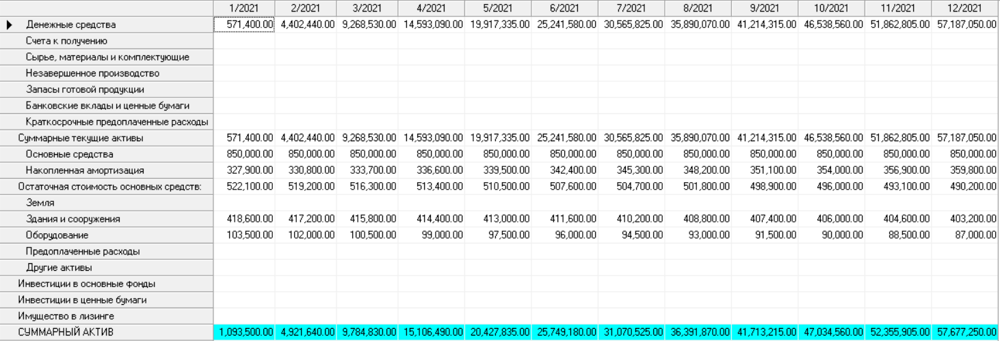 1/2021 2/2021 3/2021 4/2021 5/2021 6/2021 7/2021 8/2021 9/2021 10/2021 11/2021 12/2021
Денежные средства 571,400.00 4,402,440.00 9,268,530.00 14,593,090.00 19,917,335.00 25,241,580.00 30,565,825.00 35,890,070.00 41,214,315.00 46,538,560.00 51,862,805.00 57,187,050.00
Счета к получению
Сырье, материалы и комплектующие
Незавершенное производство
Запасы готовой продукции
Банковские вклады и ценные бумаги
Краткосрочные предоплаченные расходы
Суммарные текущие активы 571,400.00 4,402,440.00 9,268,530.00 14,593,090.00 19,917,335.00 25,241,580.00 30,565,825.00 35,890,070.00 41,214,315.00 46,538,560.00 51,862,805.00 57,187,050.00
Основные средства 850,000.00 850,000.00 850,000.00 850,000.00 850,000.00 850,000.00 850,000.00 850,000.00 850,000.00 850,000.00 850,000.00 850,000.00
Накопленная амортизация 327,900.00 330,800.00 333,700.00 336,600.00 339,500.00 342,400.00 345,300.00 348,200.00 351,100.00 354,000.00 356,900.00 359,800.00
Остаточная стоимость основных средств: 522,100.00 519,200.00 516,300.00 513,400.00 510,500.00 507,600.00 504,700.00 501,800.00 498,900.00 496,000.00 493,100.00 490,200.00
Земля
Здания и сооружения 418,600.00 417,200.00 415,800.00 414,400.00 413,000.00 411,600.00 410,200.00 408,800.00 407,400.00 406,000.00 404,600.00 403,200.00
Оборудование 103,500.00 102,000.00 100,500.00 99,000.00 97,500.00 96,000.00 94,500.00 93,000.00 91,500.00 90,000.00 88,500.00 87,000.00
Предоплаченные расходы
Другие активы
Инвестиции в основные фонды
Инвестиции в ценные бумаги
Имущество в лизинге
СУММАРНЫЙ АКТИВ 1,093,500.00 4,921,640.00 9,784,830.00 15,106,490.00 20,427,835.00 25,749,180.00 31,070,525.00 36,391,870.00 41,713,215.00 47,034,560.00 52,355,905.00 57,677,250.00